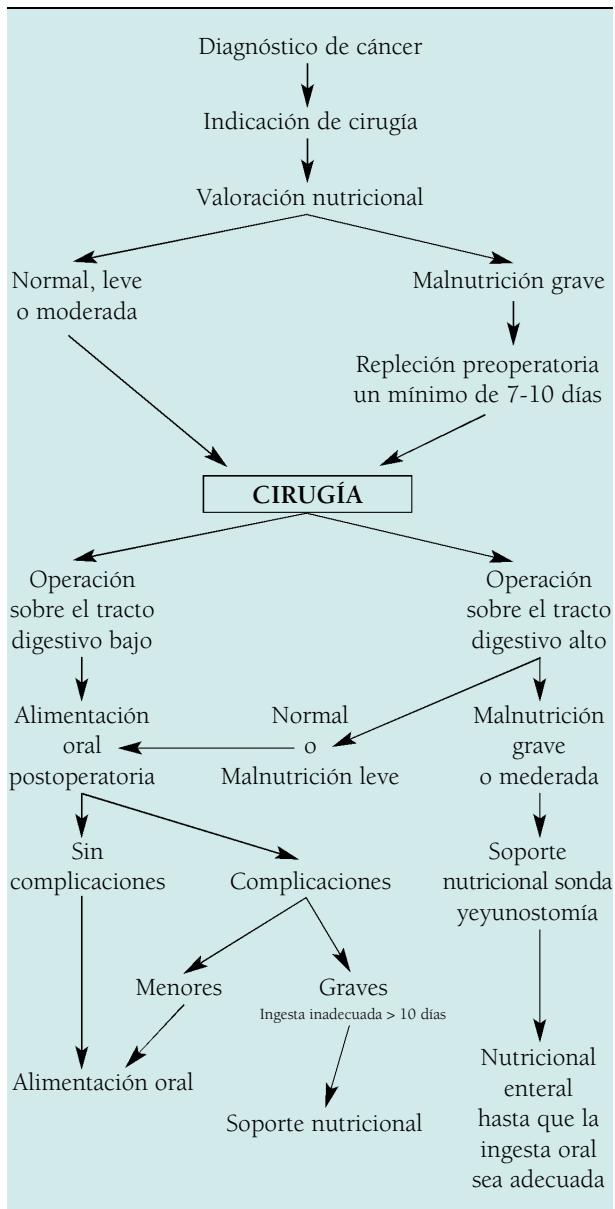 Diagnóstico de cáncer
Indicación de cirugía
Valoración nutricional
Normal, leve
o moderada
Malnutrición grave
Repleción preoperatoria
un mínimo de 7-10 días
CIRUGÍA
Operación
sobre el tracto
digestivo bajo
Operación
sobre el tracto
digestivo alto
Alimentación
oral
postoperatoria
Normal
o
Malnutrición leve
Malnutrición
grave
o mederada
Sin
complicaciones
Complicaciones
Soporte
nutricional sonda
yeyunostomía
Menores
Graves
Ingesta inadecuada > 10 días
Alimentación oral
Soporte nutricional
Nutricional
enteral
hasta que la
ingesta oral
sea adecuada